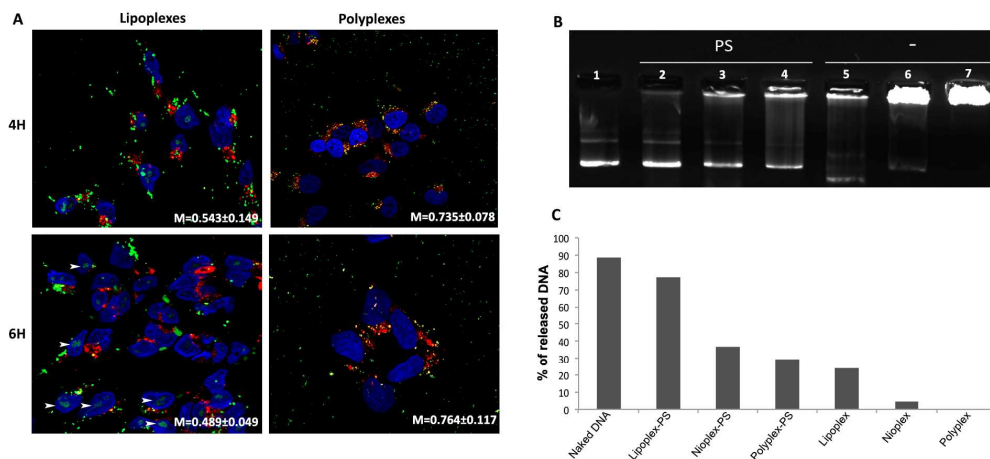 A
Lipoplexes
Polyplexes
4H
M=0.543±0.149
M=0.735±0.078
6H
M=0.489±0.049
M=0.764±0.117
B
PS
–
1 2 3 4 5 6 7
C
% of released DNA
100
90
80
70
60
50
40
30
20
10
0
Naked DNA
Lipoplex-PS
Nioplex-PS
Polyplex-PS
Lipoplex
Nioplex
Polyplex